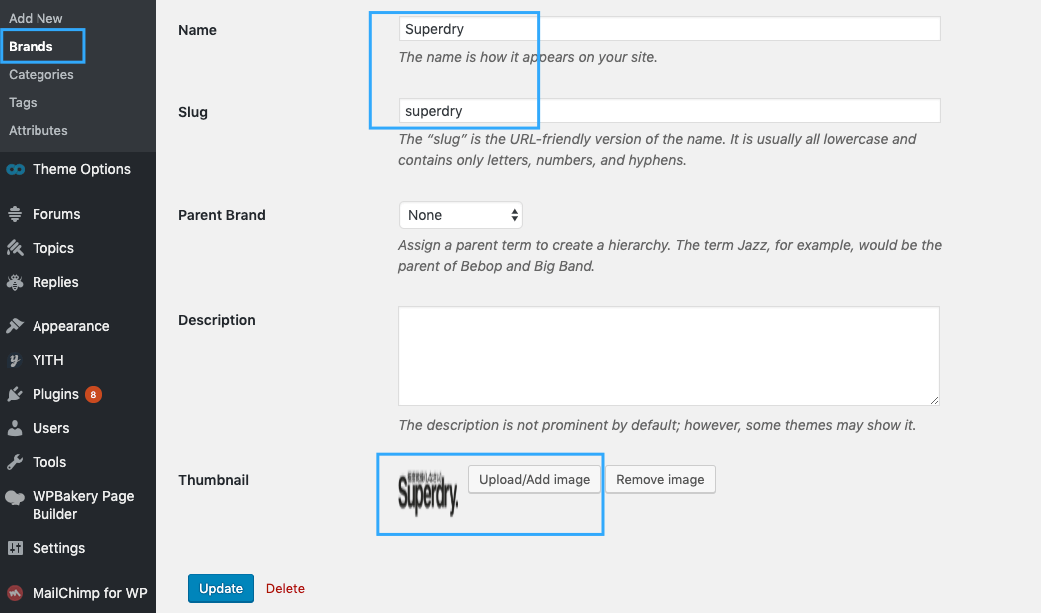 Add New
Brands
Categories
Tags
Attributes
Theme Options
Forums
Topics
Replies
Appearance
YITH
Plugins 8
Users
Tools
WPBakery Page
Builder
Settings
MailChimp for WP
Name
Superdry
The name is how it appears on your site.
Slug
superdry
The “slug” is the URL-friendly version of the name. It is usually all lowercase and
contains only letters, numbers, and hyphens.
Parent Brand
None
Assign a parent term to create a hierarchy. The term Jazz, for example, would be the
parent of Bebop and Big Band.
Description
The description is not prominent by default; however, some themes may show it.
Thumbnail
Superdry.
Upload/Add image
Remove image
Update
Delete